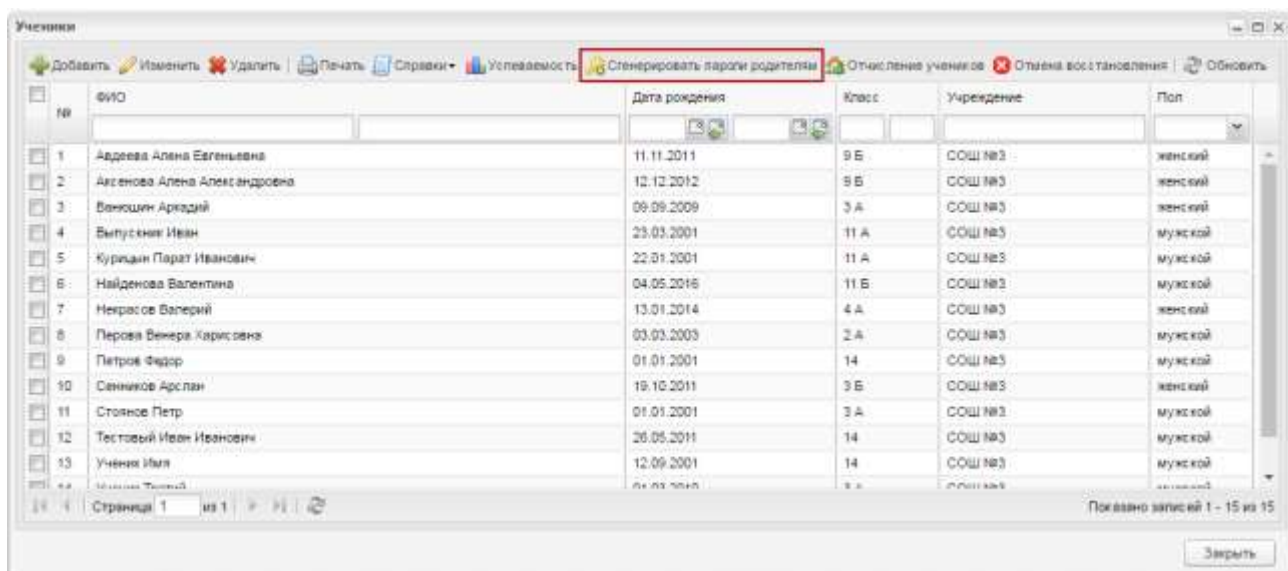 Ученики
Добавить Изменить Удалить Печать Справки Успеваемость Сгенерировать пароли родителям Отчисление учеников Отмена восстановления Обновить
№ ФИО Дата рождения Класс Учреждение Пол
1 Авдеева Алена Евгеньевна 11.11.2011 9 Б СОШ №3 женский
2 Аксенова Алена Александровна 12.12.2012 9 Б СОШ №3 женский
3 Ванюшин Аркадий 09.09.2009 3 А СОШ №3 женский
4 Выпускник Иван 23.03.2001 11 А СОШ №3 мужской
5 Курицын Парат Иванович 22.01.2001 11 А СОШ №3 мужской
6 Найденова Валентина 04.05.2016 11 Б СОШ №3 мужской
7 Некрасов Валерий 13.01.2014 4 А СОШ №3 женский
8 Перова Венера Харисовна 03.03.2003 2 А СОШ №3 мужской
9 Петров Федор 01.01.2001 14 СОШ №3 мужской
10 Санников Арслан 19.10.2011 3 Б СОШ №3 женский
11 Стоянов Петр 01.01.2001 3 А СОШ №3 мужской
12 Тестовый Иван Иванович 26.05.2011 14 СОШ №3 мужской
13 Ученик Имя 12.09.2001 14 СОШ №3 мужской
Страница 1 из 1 Показано записей 1 - 15 из 15
Закрыть